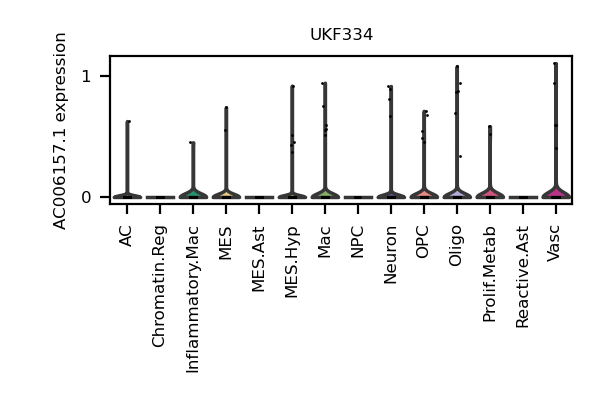 UKF334
AC006157.1 expression
1
0
AC
Chromatin.Reg
Inflammatory.Mac
MES
MES.Ast
MES.Hyp
Mac
NPC
Neuron
OPC
Oligo
Prolif.Metab
Reactive.Ast
Vasc